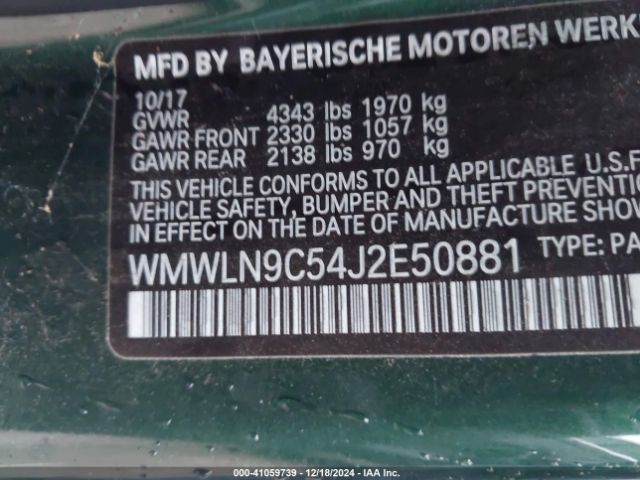 MFD BY BAYERISCHE MOTOREN WERK
10/17
GVWR 4343 lbs 1970 kg
GAWR FRONT 2330 lbs 1057 kg
GAWR REAR 2138 lbs 970 kg
THIS VEHICLE CONFORMS TO ALL APPLICABLE U.S.F
VEHICLE SAFETY, BUMPER AND THEFT PREVENTIO
IN EFFECT ON THE DATE OF MANUFACTURE SHOW
WMWLN9C54J2E50881 TYPE: PA
000-41059739 - 12/18/2024 - IAA Inc.